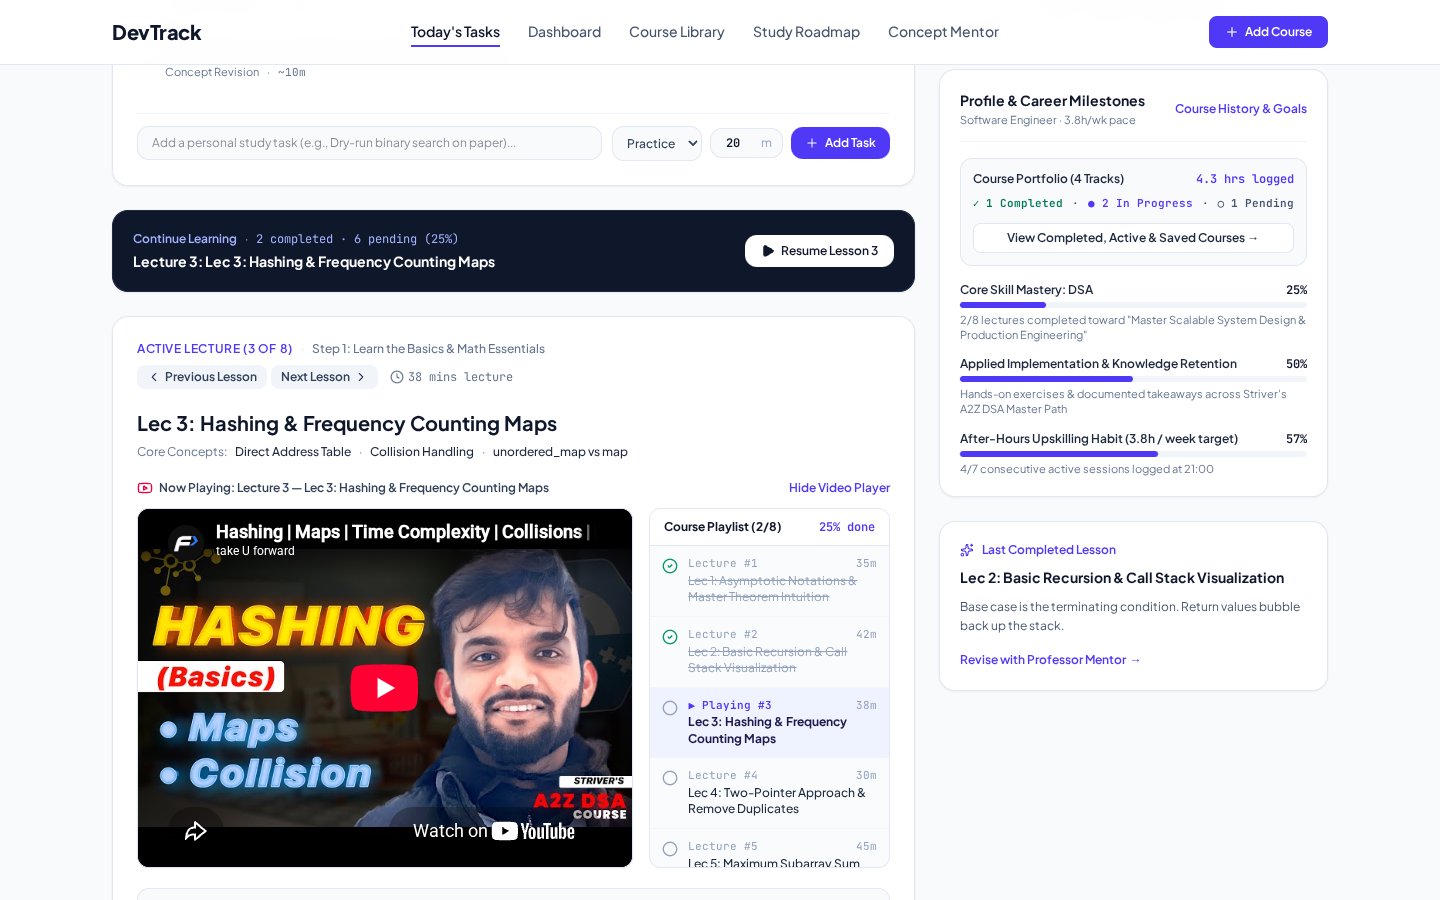 DevTrack
Today's Tasks
Dashboard
Course Library
Study Roadmap
Concept Mentor
+ Add Course
Concept Revision · ~10m
Add a personal study task (e.g., Dry-run binary search on paper)...
Practice
20 m
+ Add Task
Continue Learning · 2 completed · 6 pending (25%)
Lecture 3: Lec 3: Hashing & Frequency Counting Maps
Resume Lesson 3
ACTIVE LECTURE (3 OF 8) · Step 1: Learn the Basics & Math Essentials
Previous Lesson
Next Lesson
38 mins lecture
Lec 3: Hashing & Frequency Counting Maps
Core Concepts: Direct Address Table · Collision Handling · unordered_map vs map
Now Playing: Lecture 3 — Lec 3: Hashing & Frequency Counting Maps
Hide Video Player
Hashing | Maps | Time Complexity | Collisions |
take U forward
HASHING
(Basics)
• Maps
• Collision
STRIVER'S
A2Z DSA
COURSE
Watch on YouTube
Course Playlist (2/8)
25% done
Lecture #1 35m
Lec 1: Asymptotic Notations &
Master Theorem Intuition
Lecture #2 42m
Lec 2: Basic Recursion & Call
Stack Visualization
▶ Playing #3 38m
Lec 3: Hashing & Frequency
Counting Maps
Lecture #4 30m
Lec 4: Two-Pointer Approach &
Remove Duplicates
Lecture #5 45m
Lec 5: Maximum Subarray Sum
Profile & Career Milestones
Software Engineer · 3.8h/wk pace
Course History & Goals
Course Portfolio (4 Tracks)
4.3 hrs logged
✓ 1 Completed · ● 2 In Progress · ○ 1 Pending
View Completed, Active & Saved Courses →
Core Skill Mastery: DSA 25%
2/8 lectures completed toward "Master Scalable System Design &
Production Engineering"
Applied Implementation & Knowledge Retention 50%
Hands-on exercises & documented takeaways across Striver's
A2Z DSA Master Path
After-Hours Upskilling Habit (3.8h / week target) 57%
4/7 consecutive active sessions logged at 21:00
Last Completed Lesson
Lec 2: Basic Recursion & Call Stack Visualization
Base case is the terminating condition. Return values bubble
back up the stack.
Revise with Professor Mentor →